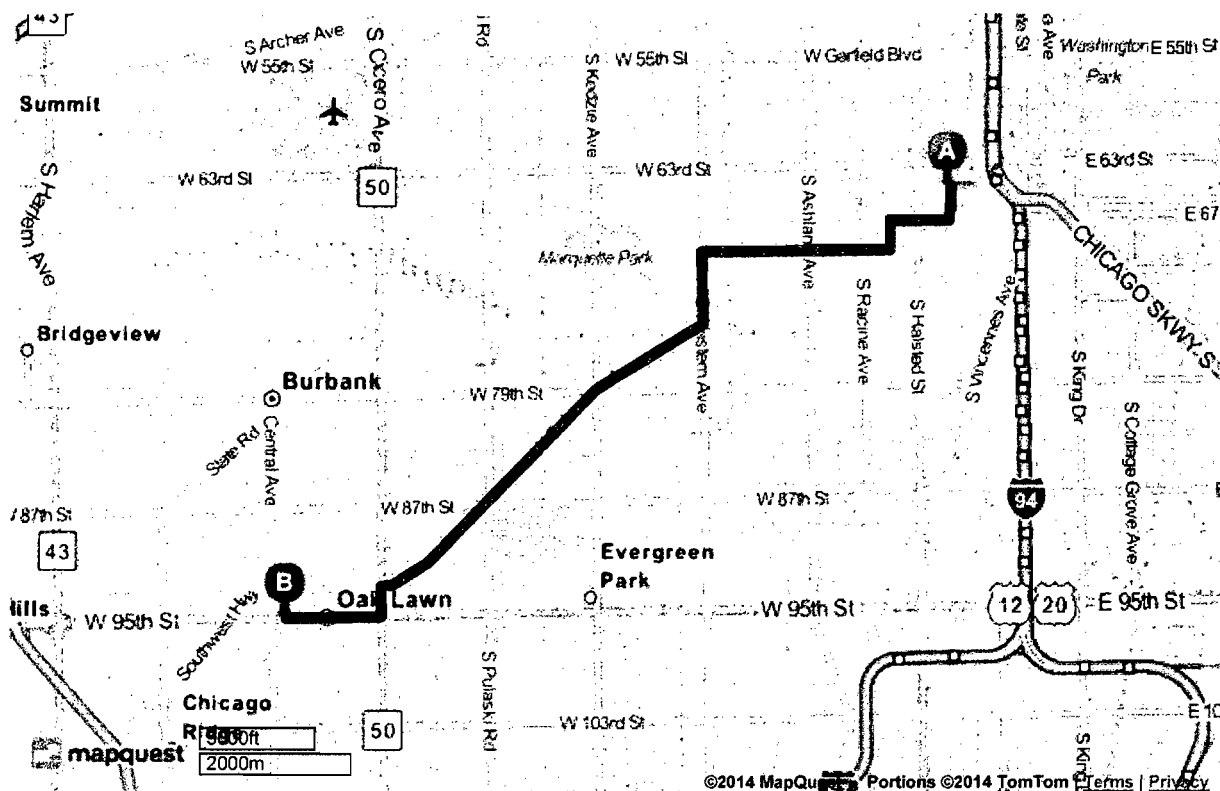 43
S Archer Ave
W 55th St
S Cicero Ave
S Kedzie Ave
W 55th St
W Garfield Blvd
Washington
Park
E 55th St
Summit
A
E 63rd St
W 63rd St
50
W 63rd St
S Harlem Ave
S Ashland Ave
E 67
Marquette Park
CHICAGO SKWY S
S Racine Ave
S Halsted St
S Vincennes Ave
Bridgeview
Burbank
W 79th St
S King Dr
S Cottage Grove Ave
State Rd
Central Ave
94
W 87th St
W 87th St
87th St
43
Evergreen
Park
B
Oak Lawn
12
20
E 95th St
W 95th St
W 95th St
Southwest Hwy
S Pulaski Rd
Chicago
W 103rd St
50
mapquest
2000m
©2014 TomTom | Terms | Privacy